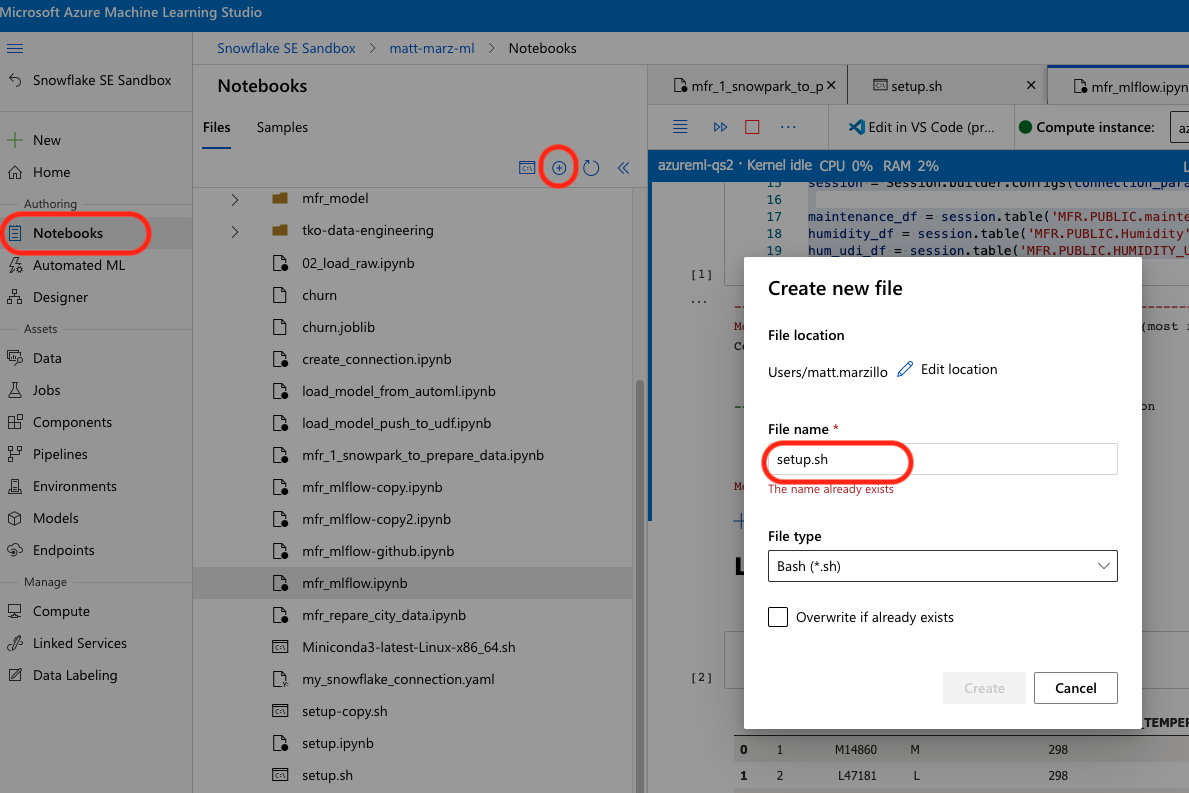 Microsoft Azure Machine Learning Studio
Snowflake SE Sandbox > matt-marz-ml > Notebooks
Snowflake SE Sandbox
New
Home
Authoring
Notebooks
Automated ML
Designer
Assets
Data
Jobs
Components
Pipelines
Environments
Models
Endpoints
Manage
Compute
Linked Services
Data Labeling
Notebooks
Files
Samples
mfr_model
tko-data-engineering
02_load_raw.ipynb
churn
churn.joblib
create_connection.ipynb
load_model_from_automl.ipynb
load_model_push_to_udf.ipynb
mfr_1_snowpark_to_prepare_data.ipynb
mfr_mlflow-copy.ipynb
mfr_mlflow-copy2.ipynb
mfr_mlflow-github.ipynb
mfr_mlflow.ipynb
mfr_repare_city_data.ipynb
Miniconda3-latest-Linux-x86_64.sh
my_snowflake_connection.yaml
setup-copy.sh
setup.ipynb
setup.sh
mfr_1_snowpark_to_p
setup.sh
mfr_mlflow.ipyn
Edit in VS Code (pr...
Compute instance:
azureml-qs2 · Kernel idle CPU 0% RAM 2%
15 session = Session.builder.configs(connection_para
16
17 maintenance_df = session.table('MFR.PUBLIC.mainte
18 humidity_df = session.table('MFR.PUBLIC.Humidity'
19 hum_udi_df = session.table('MFR.PUBLIC.HUMIDITY_U
[1]
...
(most
Create new file
File location
Users/matt.marzillo Edit location
File name *
setup.sh
The name already exists
File type
Bash (*.sh)
Overwrite if already exists
Create
Cancel
[2]
_TEMPER
0 1 M14860 M 298
1 2 L47181 L 298